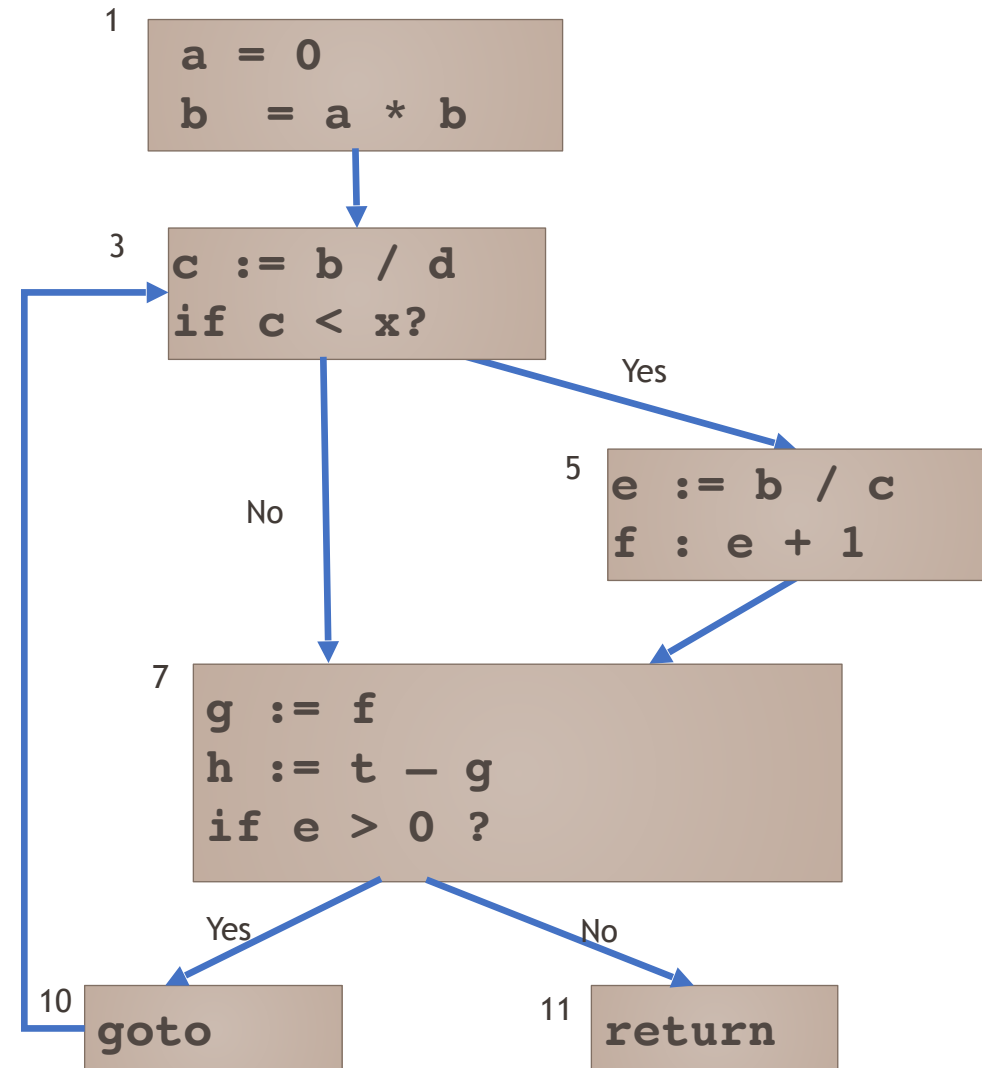 1
a = 0
b = a * b
3
c := b / d
if c < x?
Yes
5
e := b / c
f : e + 1
No
7
g := f
h := t – g
if e > 0 ?
Yes
No
10
goto
11
return